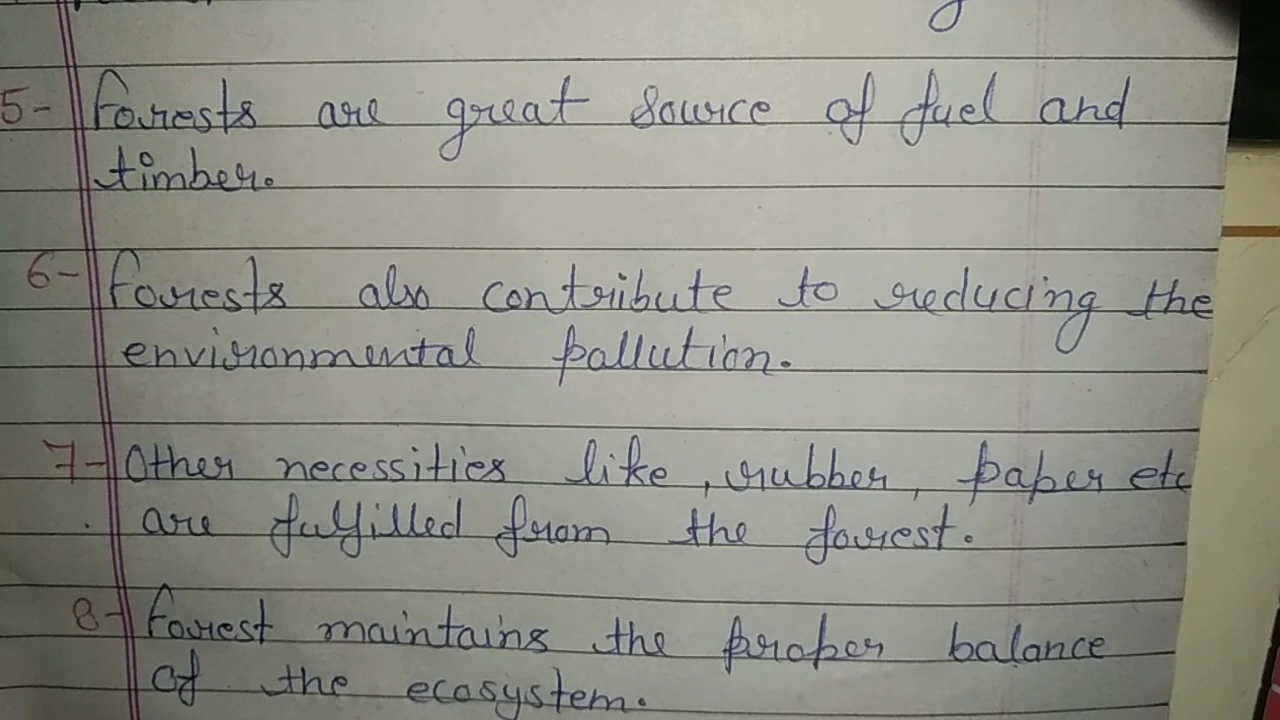 5- Forests are great source of fuel and
timber.
6- Forests also contribute to reducing the
environmental pollution.
7- Other necessities like, rubber, paper etc
are fulfilled from the forest.
8- Forest maintains the proper balance
of the ecosystem.